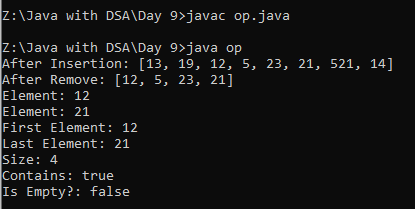 Z:\Java with DSA\Day 9>javac op.java
Z:\Java with DSA\Day 9>java op
After Insertion: [13, 19, 12, 5, 23, 21, 521, 14]
After Remove: [12, 5, 23, 21]
Element: 12
Element: 21
First Element: 12
Last Element: 21
Size: 4
Contains: true
Is Empty?: false